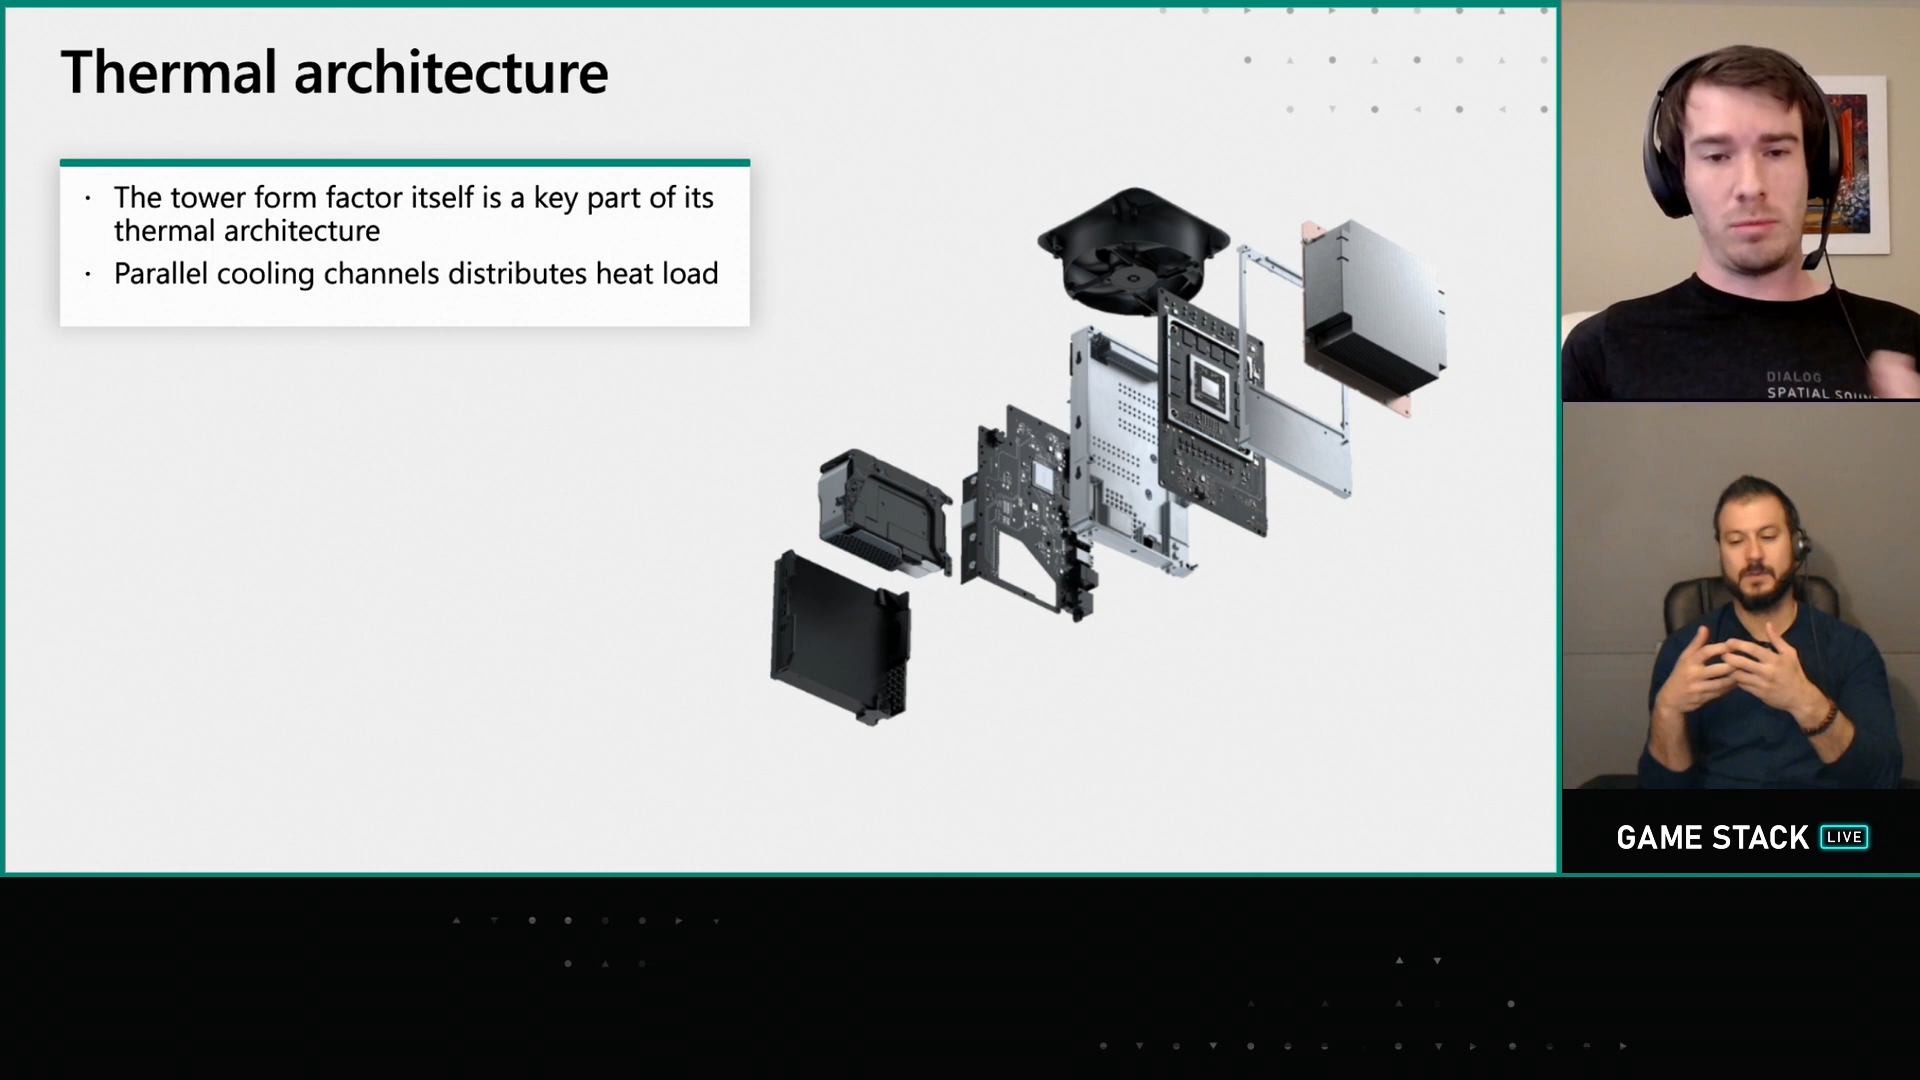 Thermal architecture
· The tower form factor itself is a key part of its
thermal architecture
· Parallel cooling channels distributes heat load
DIALOG
SPATIAL SOUN
GAME STACK LIVE